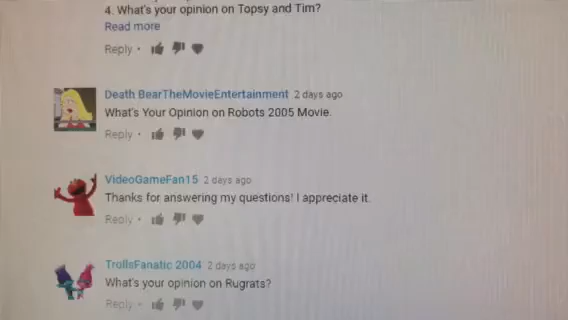 4. What's your opinion on Topsy and Tim?
Read more
Reply •
Death BearTheMovieEntertainment 2 days ago
What's Your Opinion on Robots 2005 Movie.
Reply •
VideoGameFan15 2 days ago
Thanks for answering my questions! I appreciate it.
Reply •
TrollsFanatic 2004 2 days ago
What's your opinion on Rugrats?
Reply •